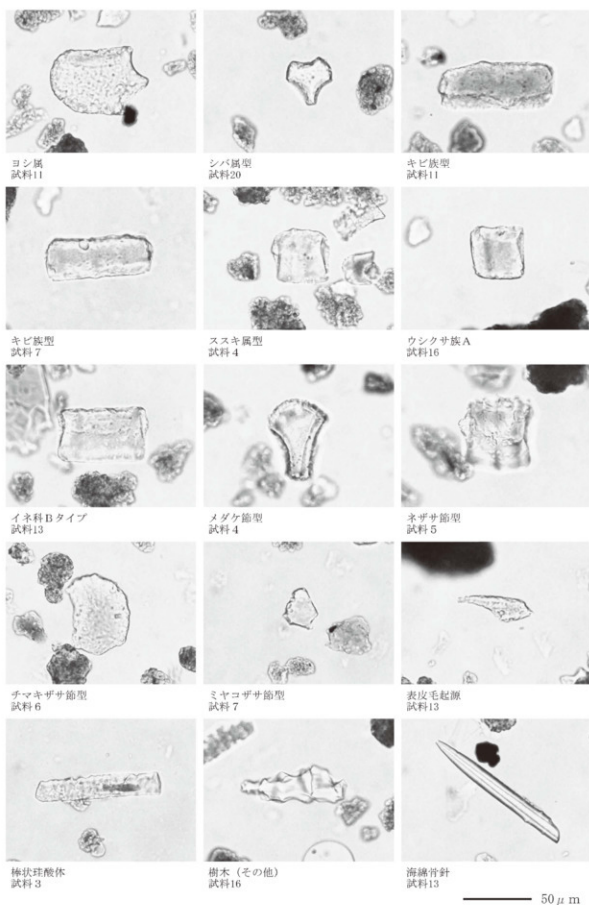 ヨシ属
試料11
シバ属型
試料20
キビ族型
試料11
キビ族型
試料7
ススキ属型
試料4
ウシクサ族A
試料16
イネ科Bタイプ
試料13
メダケ節型
試料4
ネザサ節型
試料5
チマキザサ節型
試料6
ミヤコザサ節型
試料7
表皮毛起源
試料13
棒状珪酸体
試料3
樹木（その他）
試料16
海綿骨針
試料13
50μm